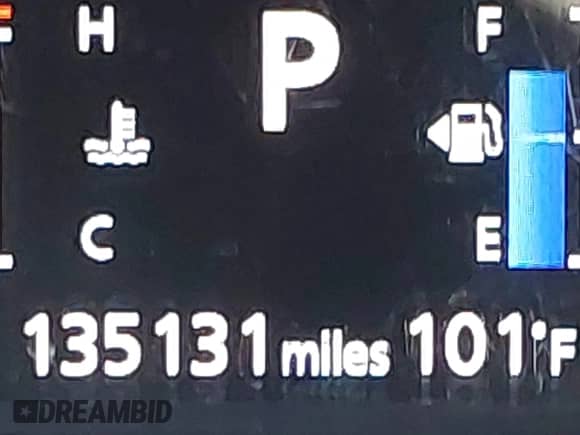 H P F
C E
135131 miles 101°F
DREAMBID